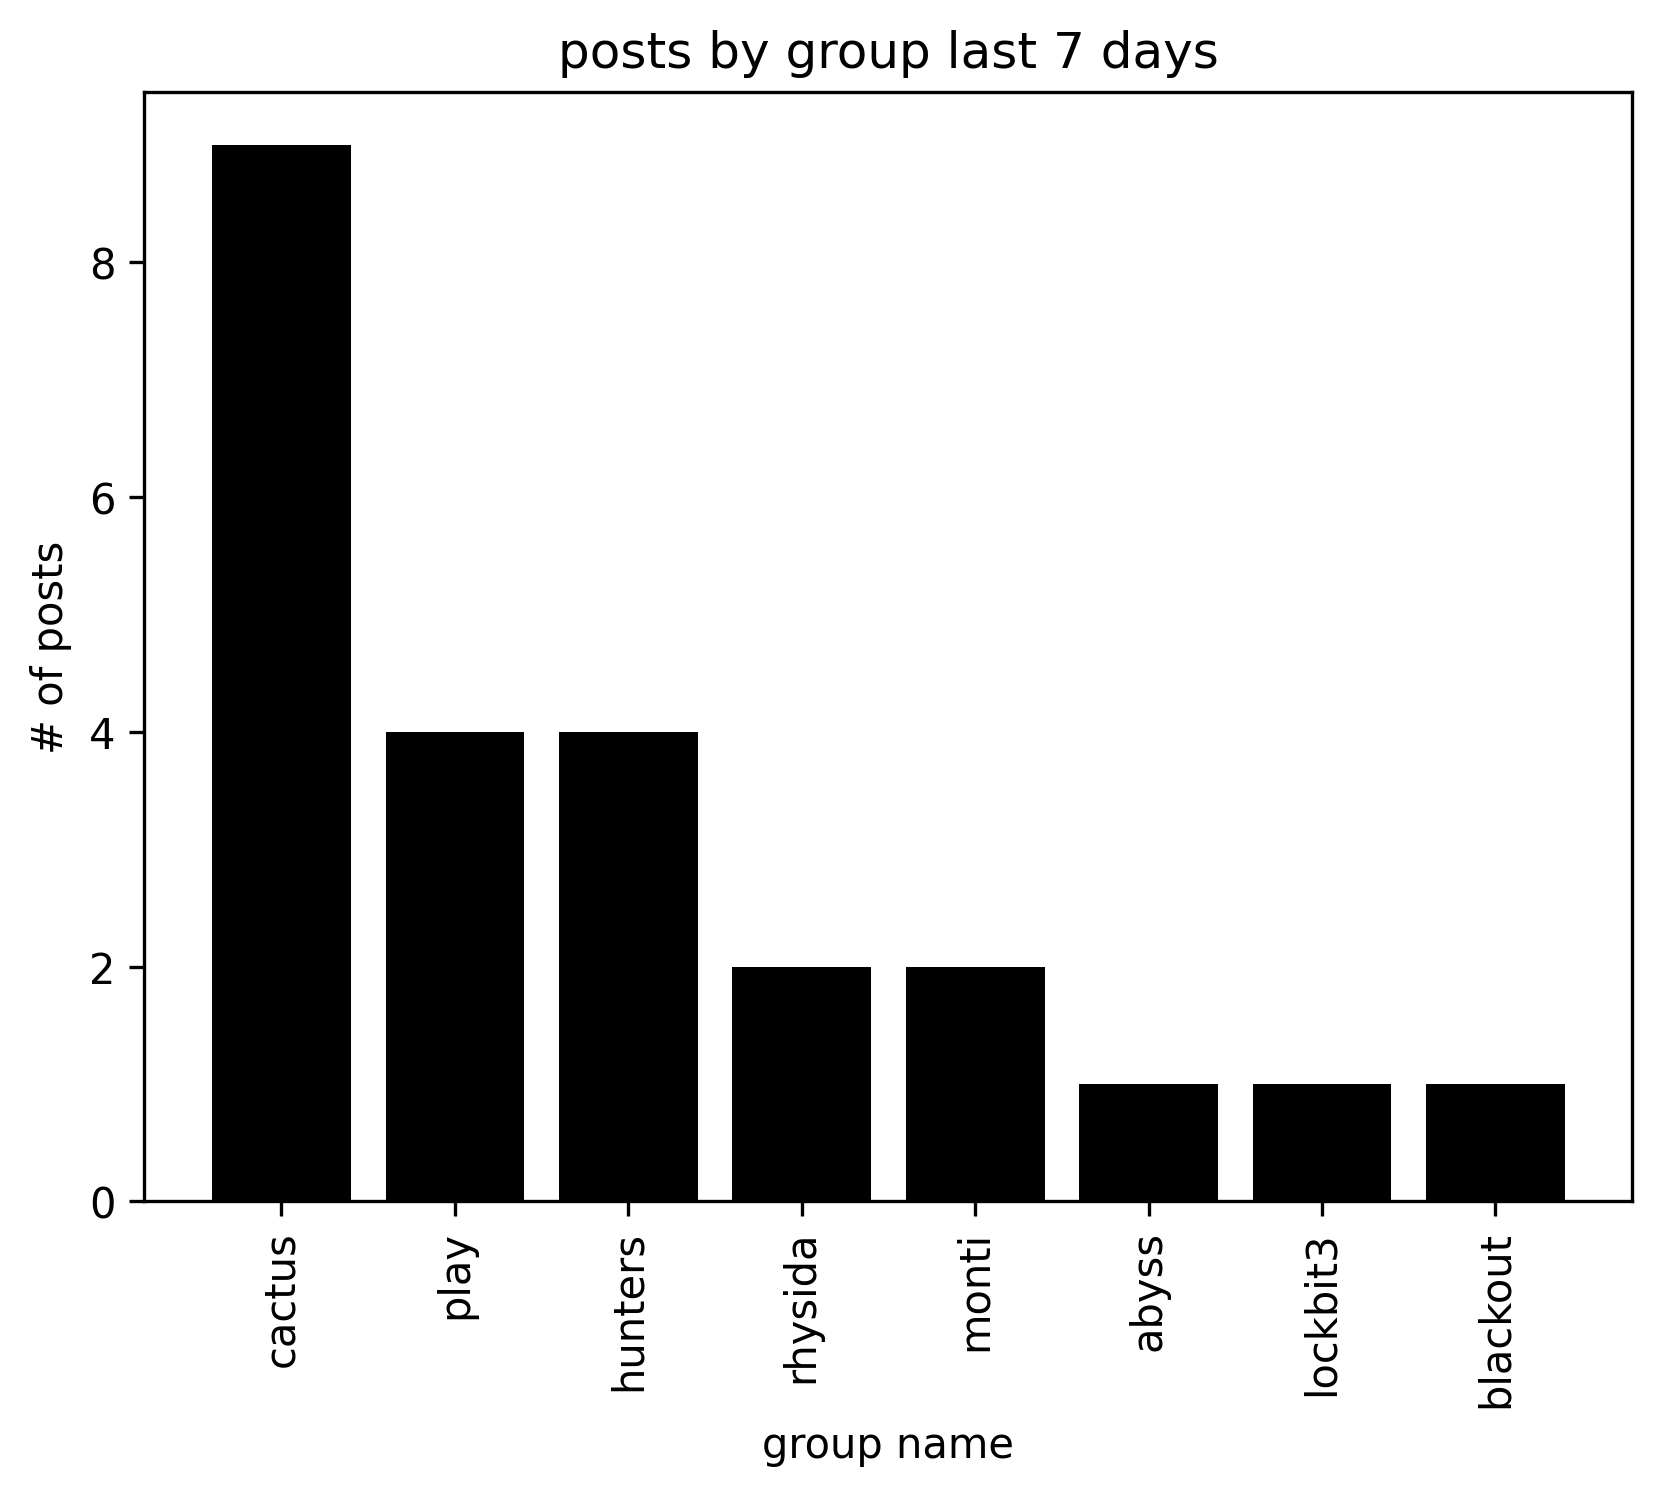 posts by group last 7 days
# of posts
8
6
4
2
0
cactus
play
hunters
rhysida
monti
abyss
lockbit3
blackout
group name